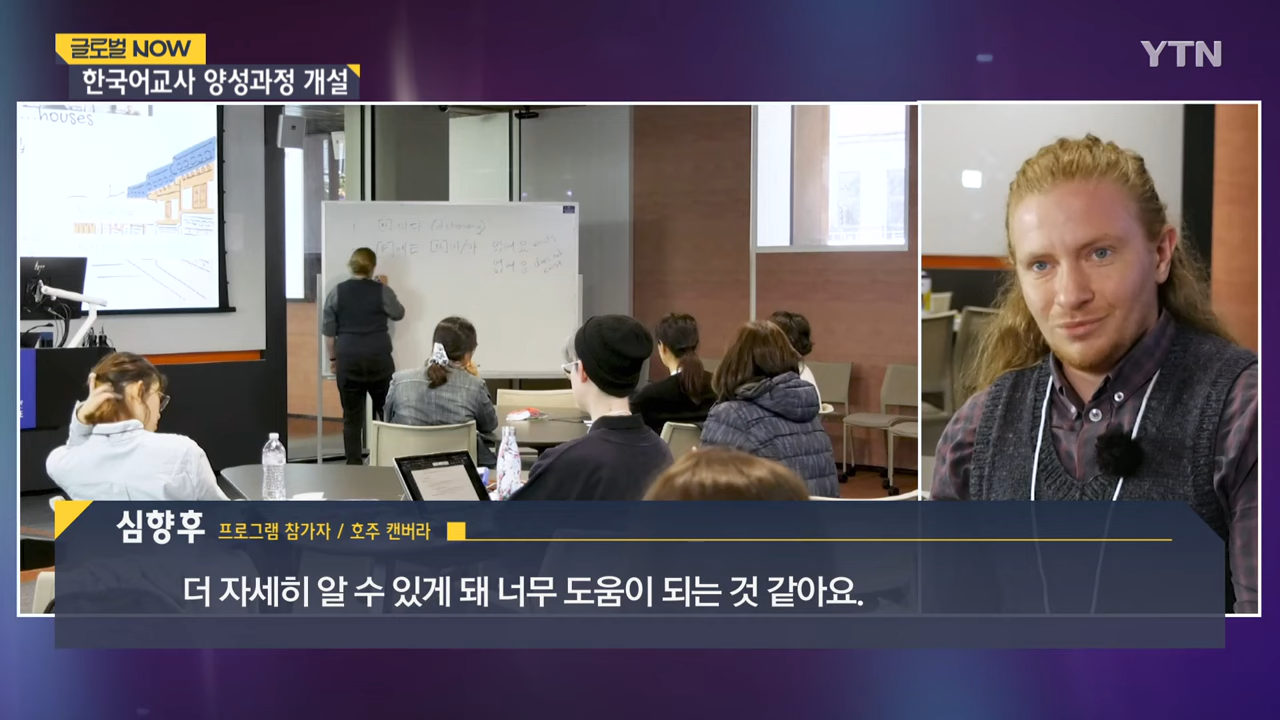 글로벌 NOW
YTN
한국어교사 양성과정 개설
houses
hp
심향후 프로그램 참가자 / 호주 캔버라
더 자세히 알 수 있게 돼 너무 도움이 되는 것 같아요.